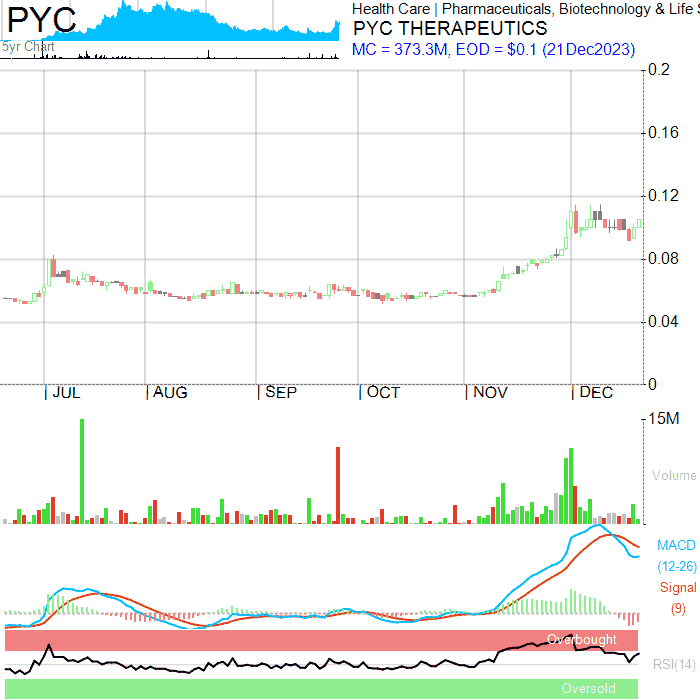 PYC
5yr Chart
Health Care | Pharmaceuticals, Biotechnology & Life S
PYC THERAPEUTICS
MC = 373.3M, EOD = $0.1 (21Dec2023)
0.2
0.16
0.12
0.08
0.04
0
| JUL | AUG | SEP | OCT | NOV | DEC
15M
Volume
MACD
(12-26)
Signal
(9)
Overbought
RSI(14)
Oversold